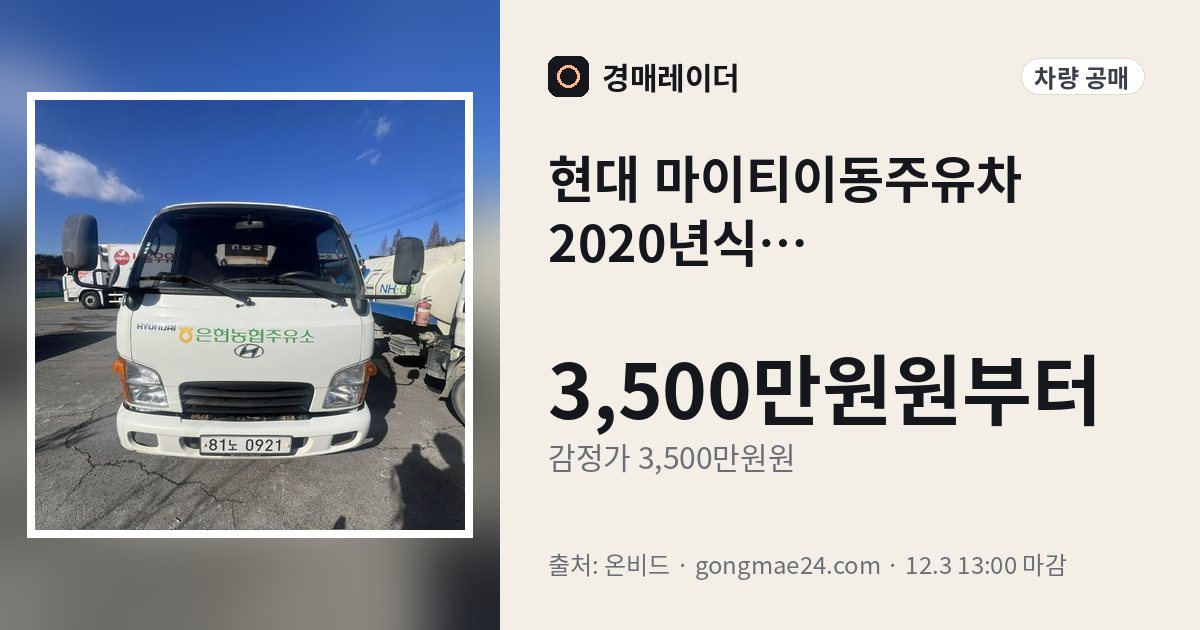 경매레이더
차량 공매
현대 마이티이동주유차
2020년식…
3,500만원원부터
감정가 3,500만원원
출처: 온비드 · gongmae24.com · 12.3 13:00 마감
HYUNDAI 은현농협주유소
81노 0921
NH-OIL